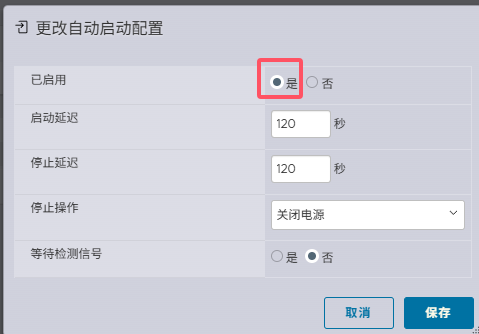 更改自动启动配置
已启用 是 否
启动延迟 120 秒
停止延迟 120 秒
停止操作 关闭电源
等待检测信号 是 否
取消 保存